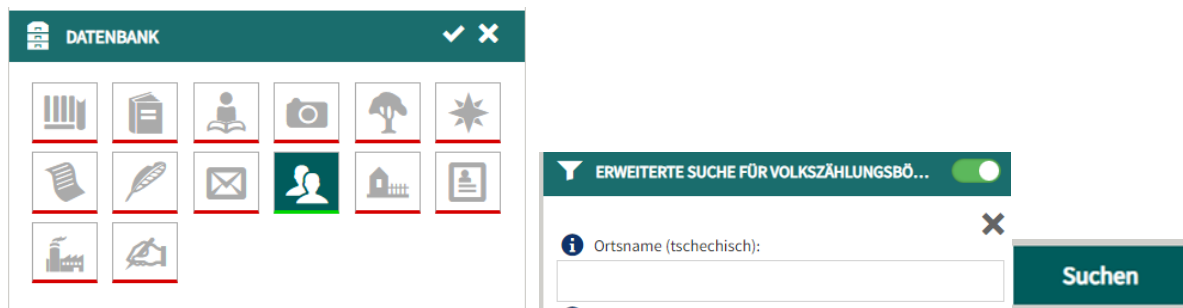 DATENBANK
ERWEITERTE SUCHE FÜR VOLKSZÄHLUNGSBÖ...
Ortsname (tschechisch):
Suchen